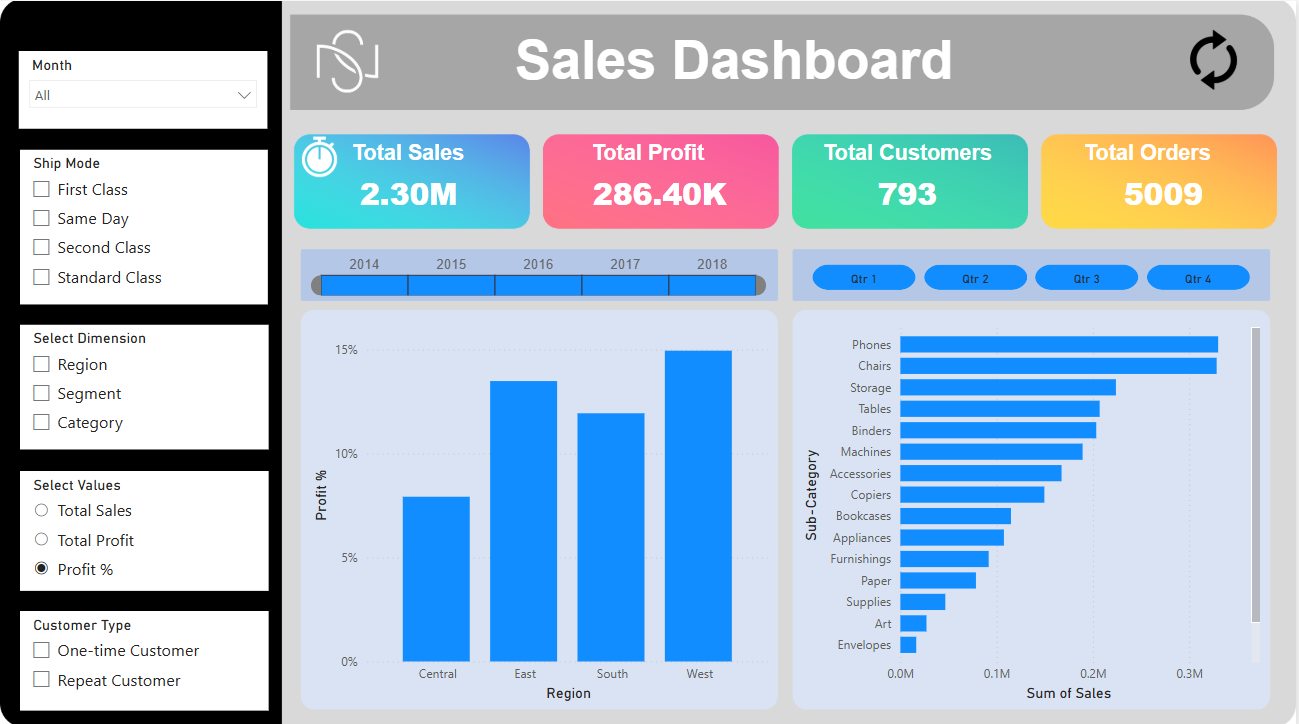 Sales Dashboard
Month
All
Ship Mode
First Class
Same Day
Second Class
Standard Class
Select Dimension
Region
Segment
Category
Select Values
Total Sales
Total Profit
Profit %
Customer Type
One-time Customer
Repeat Customer
Total Sales
2.30M
Total Profit
286.40K
Total Customers
793
Total Orders
5009
2014 2015 2016 2017 2018
Qtr 1 Qtr 2 Qtr 3 Qtr 4
Profit %
15%
10%
5%
0%
Central East South West
Region
Sub-Category
Phones
Chairs
Storage
Tables
Binders
Machines
Accessories
Copiers
Bookcases
Appliances
Furnishings
Paper
Supplies
Art
Envelopes
0.0M 0.1M 0.2M 0.3M
Sum of Sales